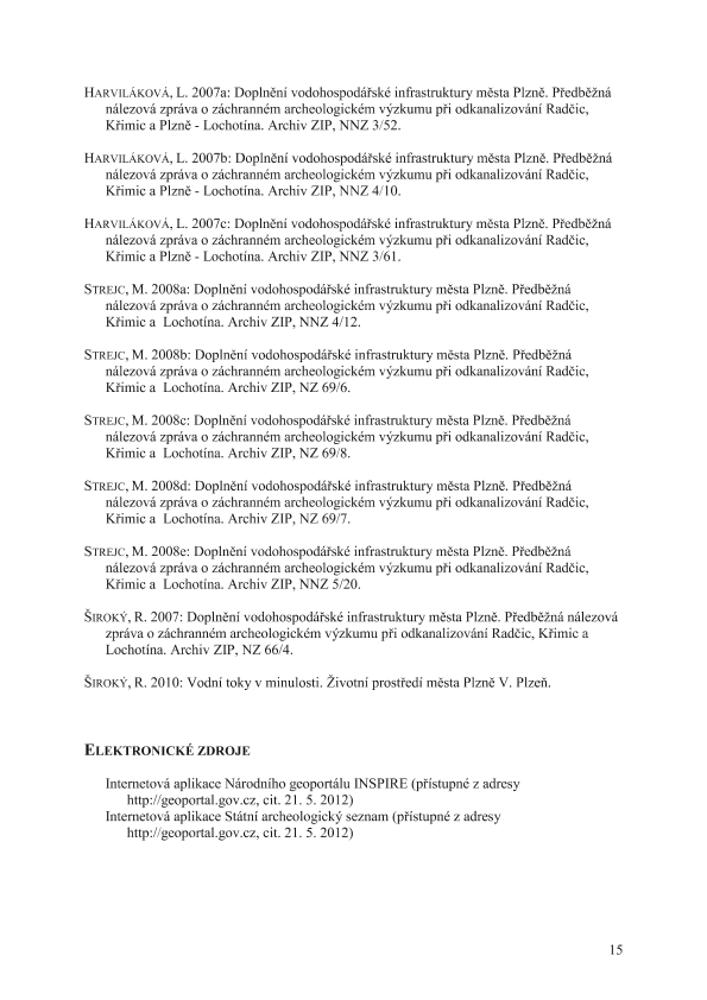 HARVILÁKOVÁ, L. 2007a: Doplnění vodohospodářské infrastruktury města Plzně. Předběžná
nálezová zpráva o záchranném archeologickém výzkumu při odkanalizování Radčic,
Křimic a Plzně - Lochotína. Archiv ZIP, NNZ 3/52.
HARVILÁKOVÁ, L. 2007b: Doplnění vodohospodářské infrastruktury města Plzně. Předběžná
nálezová zpráva o záchranném archeologickém výzkumu při odkanalizování Radčic,
Křimic a Plzně - Lochotína. Archiv ZIP, NNZ 4/10.
HARVILÁKOVÁ, L. 2007c: Doplnění vodohospodářské infrastruktury města Plzně. Předběžná
nálezová zpráva o záchranném archeologickém výzkumu při odkanalizování Radčic,
Křimic a Plzně - Lochotína. Archiv ZIP, NNZ 3/61.
STREJC, M. 2008a: Doplnění vodohospodářské infrastruktury města Plzně. Předběžná
nálezová zpráva o záchranném archeologickém výzkumu při odkanalizování Radčic,
Křimic a  Lochotína. Archiv ZIP, NNZ 4/12.
STREJC, M. 2008b: Doplnění vodohospodářské infrastruktury města Plzně. Předběžná
nálezová zpráva o záchranném archeologickém výzkumu při odkanalizování Radčic,
Křimic a  Lochotína. Archiv ZIP, NZ 69/6.
STREJC, M. 2008c: Doplnění vodohospodářské infrastruktury města Plzně. Předběžná
nálezová zpráva o záchranném archeologickém výzkumu při odkanalizování Radčic,
Křimic a  Lochotína. Archiv ZIP, NZ 69/8.
STREJC, M. 2008d: Doplnění vodohospodářské infrastruktury města Plzně. Předběžná
nálezová zpráva o záchranném archeologickém výzkumu při odkanalizování Radčic,
Křimic a  Lochotína. Archiv ZIP, NZ 69/7.
STREJC, M. 2008e: Doplnění vodohospodářské infrastruktury města Plzně. Předběžná
nálezová zpráva o záchranném archeologickém výzkumu při odkanalizování Radčic,
Křimic a  Lochotína. Archiv ZIP, NNZ 5/20.
ŠIROKÝ, R. 2007: Doplnění vodohospodářské infrastruktury města Plzně. Předběžná nálezová
zpráva o záchranném archeologickém výzkumu při odkanalizování Radčic, Křimic a
Lochotína. Archiv ZIP, NZ 66/4.
ŠIROKÝ, R. 2010: Vodní toky v minulosti. Životní prostředí města Plzně V. Plzeň.
ELEKTRONICKÉ ZDROJE
Internetová aplikace Národního geoportálu INSPIRE (přístupné z adresy
http://geoportal.gov.cz, cit. 21. 5. 2012)
Internetová aplikace Státní archeologický seznam (přístupné z adresy
http://geoportal.gov.cz, cit. 21. 5. 2012)
15